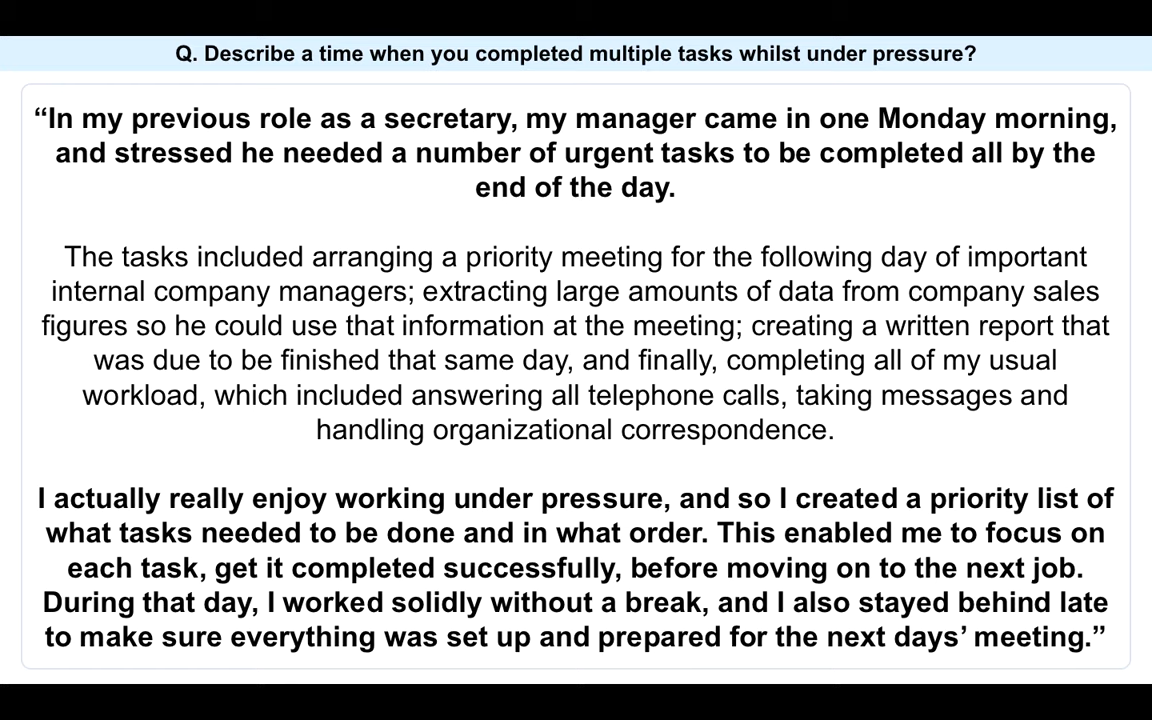 Q. Describe a time when you completed multiple tasks whilst under pressure?
“In my previous role as a secretary, my manager came in one Monday morning,
and stressed he needed a number of urgent tasks to be completed all by the
end of the day.
The tasks included arranging a priority meeting for the following day of important
internal company managers; extracting large amounts of data from company sales
figures so he could use that information at the meeting; creating a written report that
was due to be finished that same day, and finally, completing all of my usual
workload, which included answering all telephone calls, taking messages and
handling organizational correspondence.
I actually really enjoy working under pressure, and so I created a priority list of
what tasks needed to be done and in what order. This enabled me to focus on
each task, get it completed successfully, before moving on to the next job.
During that day, I worked solidly without a break, and I also stayed behind late
to make sure everything was set up and prepared for the next days’ meeting.”